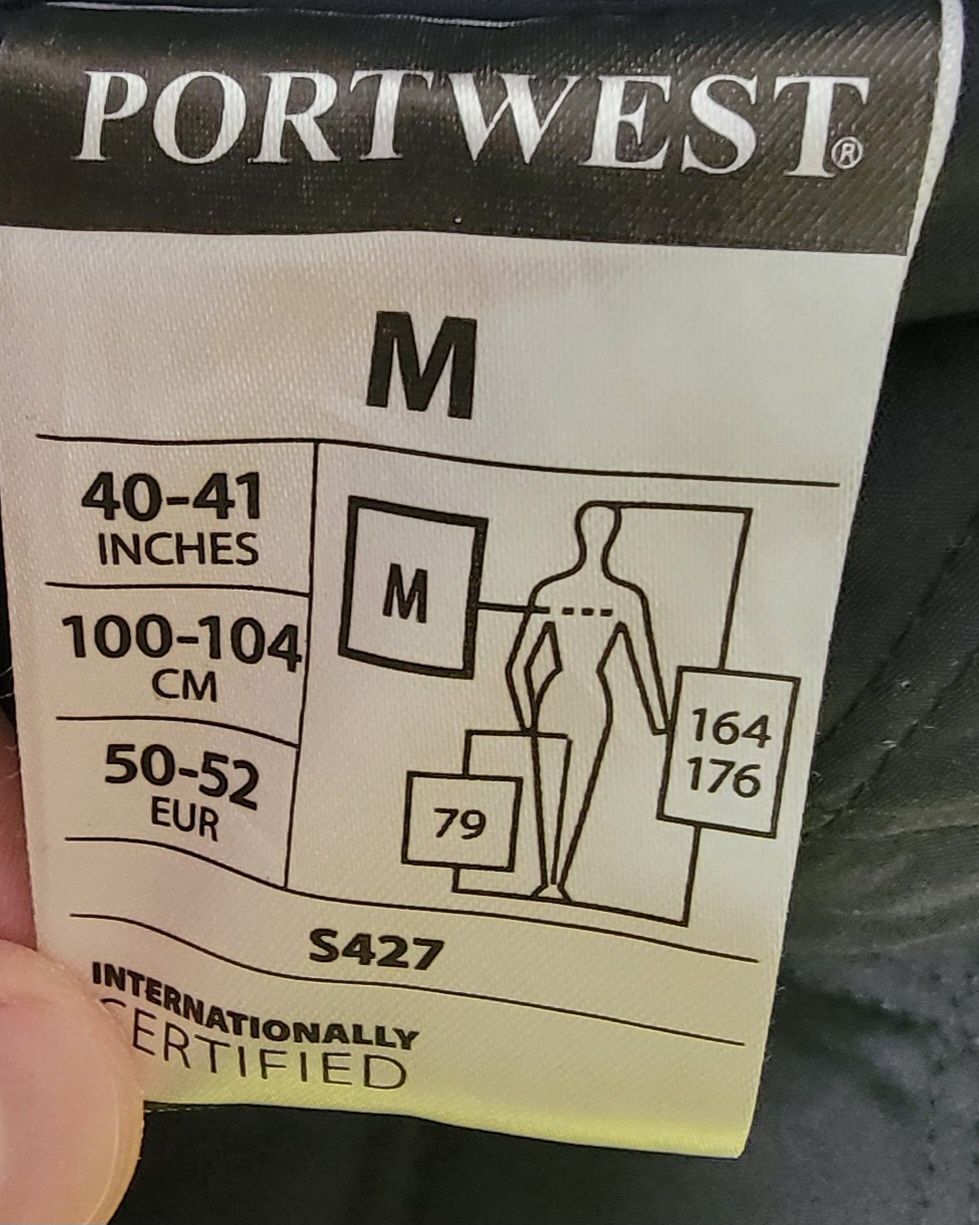 PORTWEST®
M
40-41
INCHES
100-104
CM
50-52
EUR
M
164
176
79
S427
INTERNATIONALLY
CERTIFIED